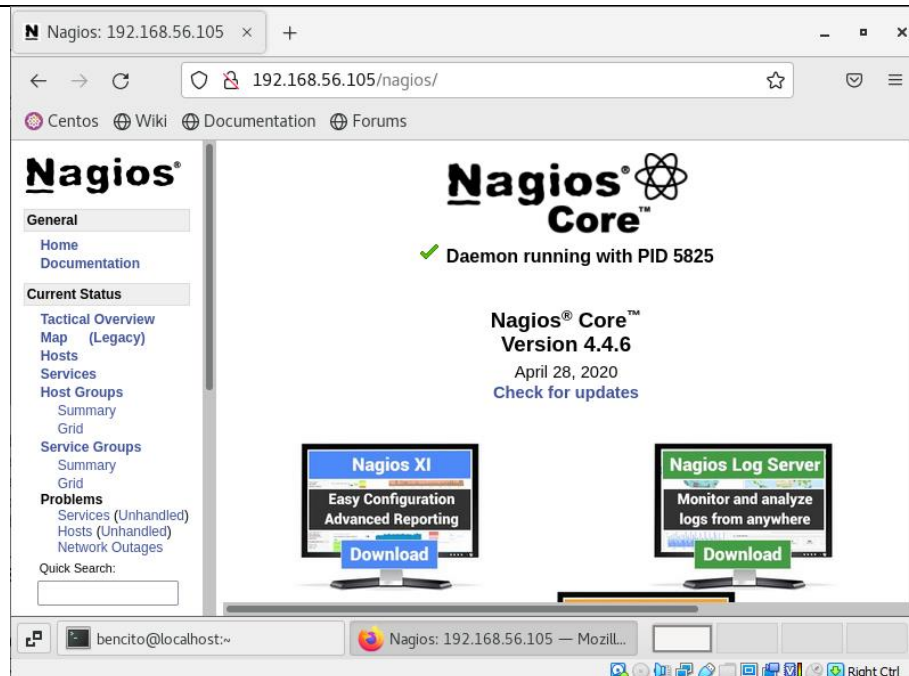 N Nagios: 192.168.56.105 × +
192.168.56.105/nagios/
Centos Wiki Documentation Forums
Nagios®
General
Home
Documentation
Current Status
Tactical Overview
Map (Legacy)
Hosts
Services
Host Groups
Summary
Grid
Service Groups
Summary
Grid
Problems
Services (Unhandled)
Hosts (Unhandled)
Network Outages
Quick Search:
Nagios®
Core™
Daemon running with PID 5825
Nagios® Core™
Version 4.4.6
April 28, 2020
Check for updates
Nagios XI
Easy Configuration
Advanced Reporting
Download
Nagios Log Server
Monitor and analyze
logs from anywhere
Download
bencito@localhost:~ Nagios: 192.168.56.105 — Mozill...
Right Ctrl